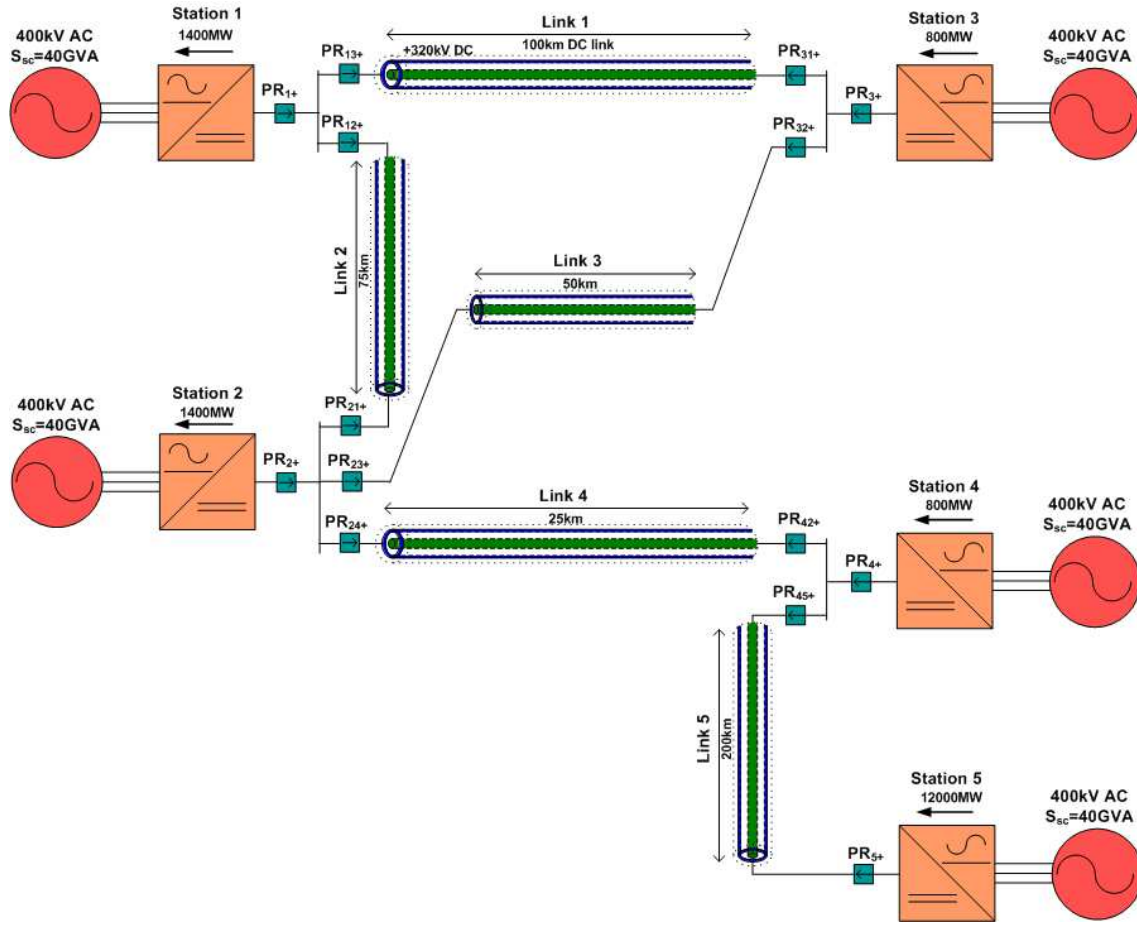 Station 1
1400MW
400kV AC
Ssc=40GVA
PR1+
PR13+
PR12+
+320kV DC
Link 1
100km DC link
PR31+
PR32+
PR3+
Station 3
800MW
400kV AC
Ssc=40GVA
Link 2
75km
Link 3
50km
Station 2
1400MW
400kV AC
Ssc=40GVA
PR2+
PR21+
PR23+
PR24+
Link 4
25km
PR42+
PR45+
PR4+
Station 4
800MW
400kV AC
Ssc=40GVA
Link 5
200km
PR5+
Station 5
12000MW
400kV AC
Ssc=40GVA